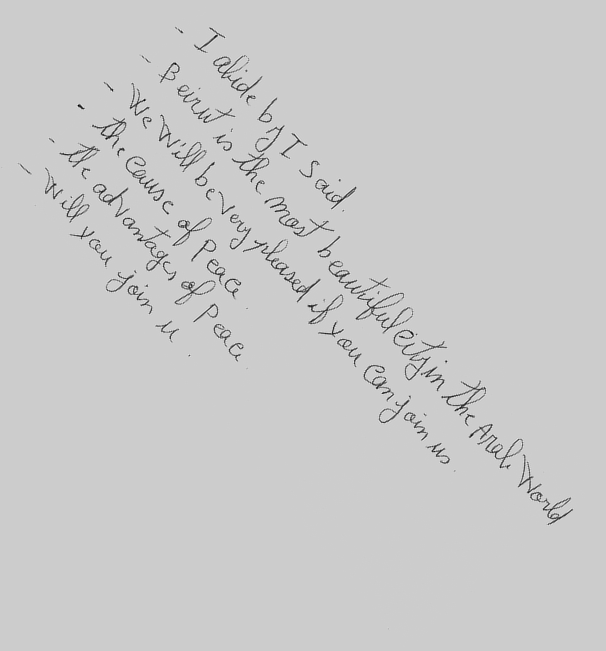 - I abide by I said.
- Beirut is the most beautiful city in the Arab World
- We will be very pleased if you can join us
- the cause of Peace
- the advantages of Peace
- Will you join u